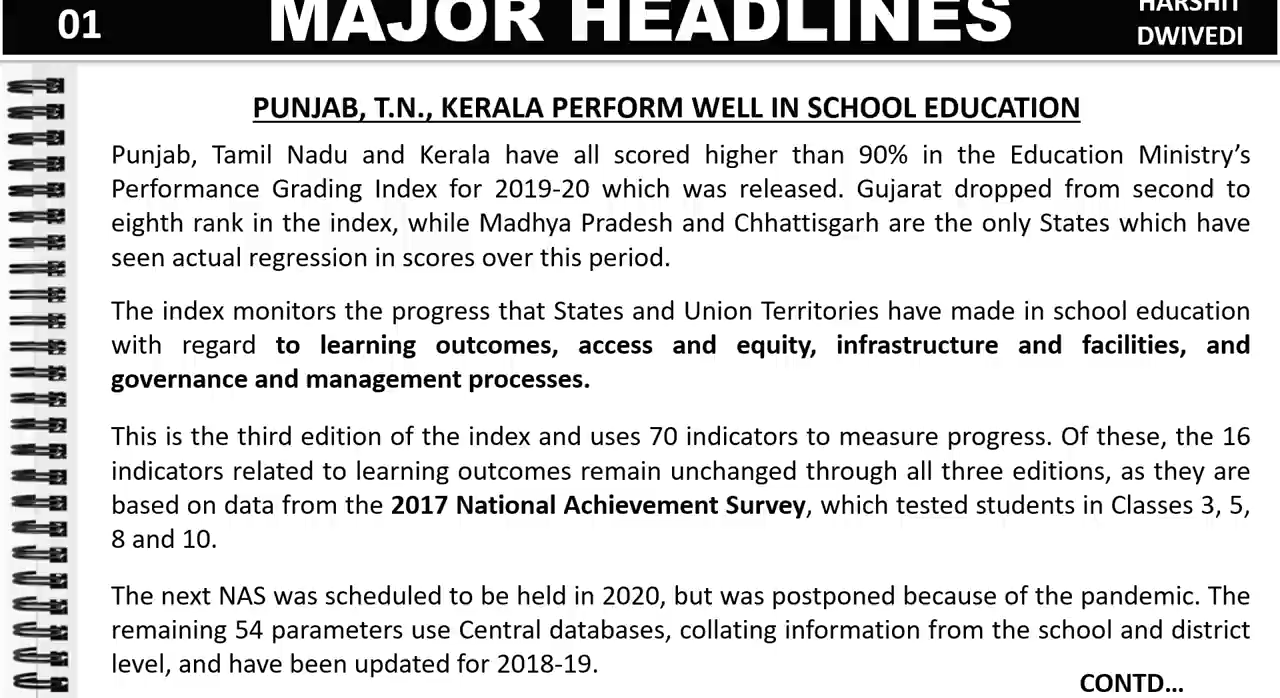 01
MAJOR HEADLINES
HARSHIT
DWIVEDI
PUNJAB, T.N., KERALA PERFORM WELL IN SCHOOL EDUCATION
Punjab, Tamil Nadu and Kerala have all scored higher than 90% in the Education Ministry’s
Performance Grading Index for 2019-20 which was released. Gujarat dropped from second to
eighth rank in the index, while Madhya Pradesh and Chhattisgarh are the only States which have
seen actual regression in scores over this period.
The index monitors the progress that States and Union Territories have made in school education
with regard to learning outcomes, access and equity, infrastructure and facilities, and
governance and management processes.
This is the third edition of the index and uses 70 indicators to measure progress. Of these, the 16
indicators related to learning outcomes remain unchanged through all three editions, as they are
based on data from the 2017 National Achievement Survey, which tested students in Classes 3, 5,
8 and 10.
The next NAS was scheduled to be held in 2020, but was postponed because of the pandemic. The
remaining 54 parameters use Central databases, collating information from the school and district
level, and have been updated for 2018-19.
CONTD...